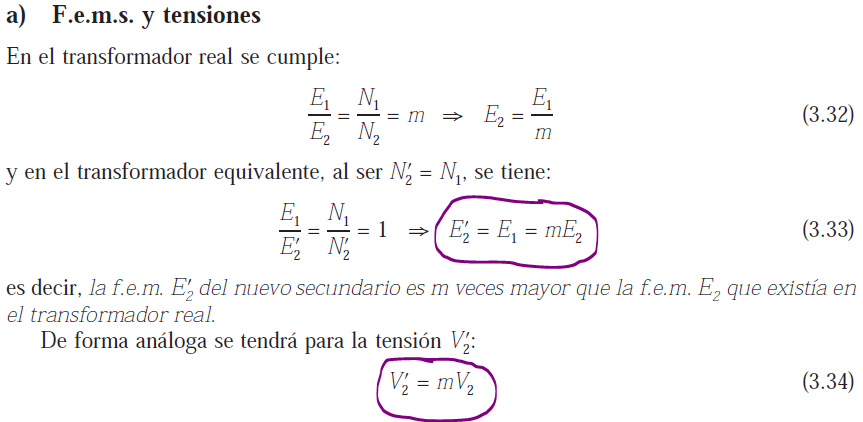 a) F.e.m.s. y tensiones
En el transformador real se cumple:
E₁/E₂ = N₁/N₂ = m ⇒ E₂ = E₁/m (3.32)
y en el transformador equivalente, al ser N′₂ = N₁, se tiene:
E₁/E′₂ = N₁/N′₂ = 1 ⇒ E′₂ = E₁ = mE₂ (3.33)
es decir, la f.e.m. E′₂ del nuevo secundario es m veces mayor que la f.e.m. E₂ que existía en
el transformador real.
De forma análoga se tendrá para la tensión V′₂:
V′₂ = mV₂ (3.34)